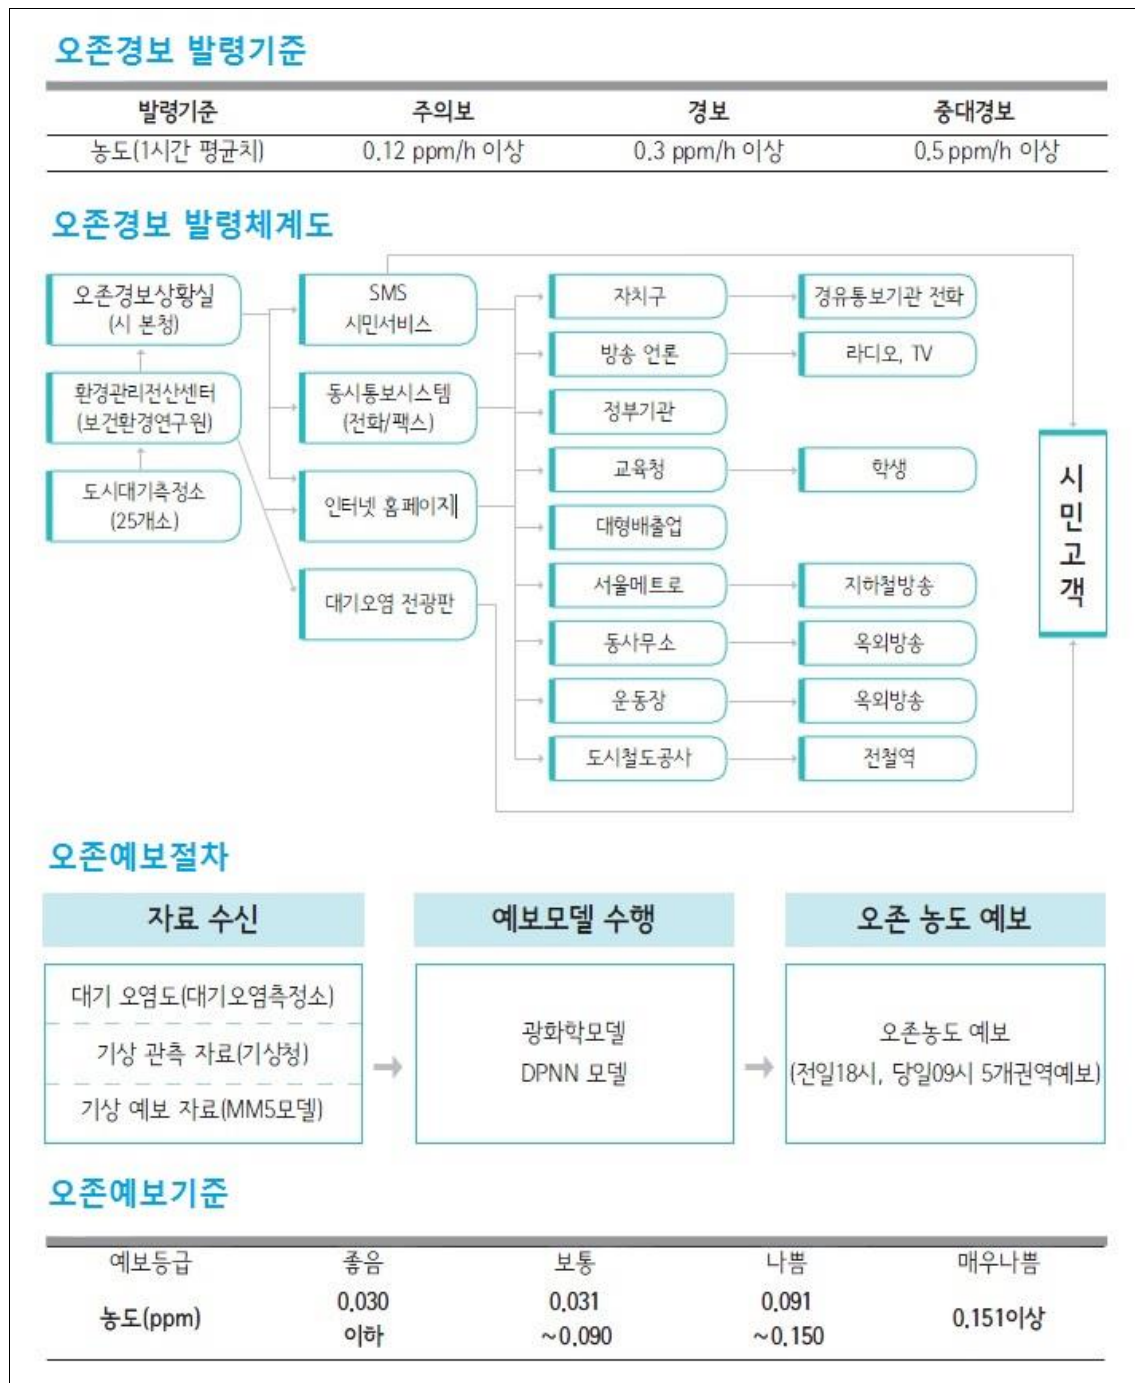 오존경보 발령기준
발령기준 주의보 경보 중대경보
농도(1시간 평균치) 0.12 ppm/h 이상 0.3 ppm/h 이상 0.5 ppm/h 이상
오존경보 발령체계도
오존경보상황실
(시 본청)
환경관리전산센터
(보건환경연구원)
도시대기측정소
(25개소)
SMS
시민서비스
동시통보시스템
(전화/팩스)
인터넷 홈페이지
대기오염 전광판
자치구
방송 언론
정부기관
교육청
대형배출업
서울메트로
동사무소
운동장
도시철도공사
경유통보기관 전화
라디오, TV
학생
지하철방송
옥외방송
옥외방송
전철역
시민고객
오존예보절차
자료 수신
대기 오염도(대기오염측정소)
기상 관측 자료(기상청)
기상 예보 자료(MM5모델)
예보모델 수행
광화학모델
DPNN 모델
오존 농도 예보
오존농도 예보
(전일18시, 당일09시 5개권역예보)
오존예보기준
예보등급 좋음 보통 나쁨 매우나쁨
농도(ppm) 0.030 이하 0.031 ~0.090 0.091 ~0.150 0.151이상